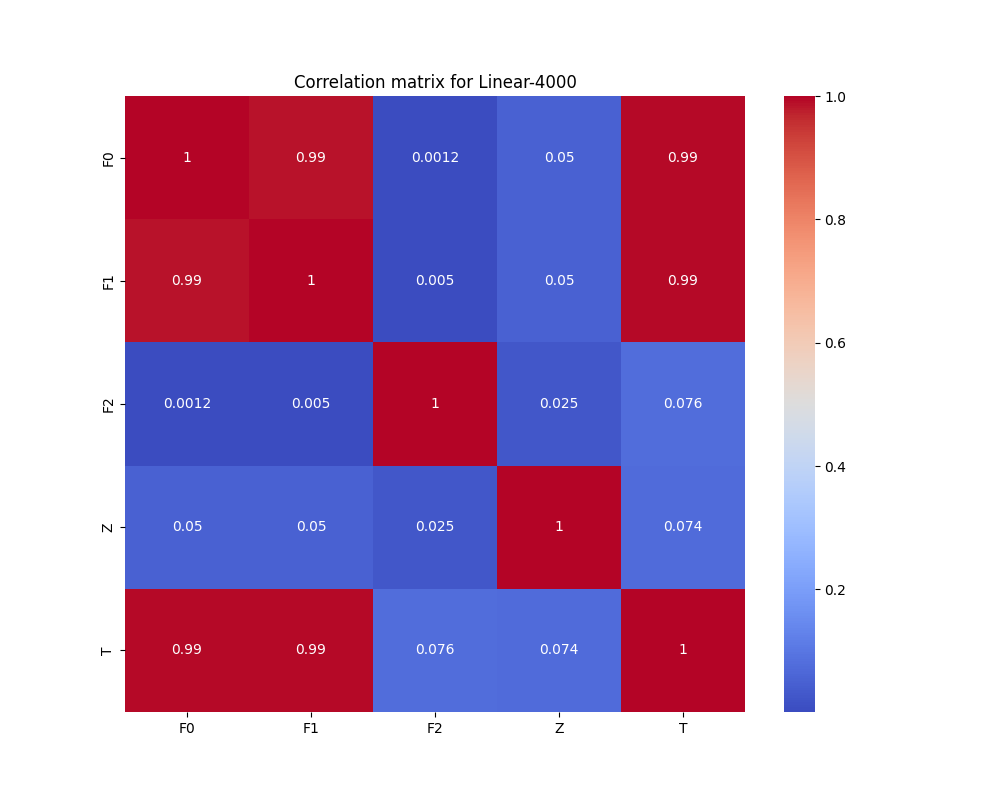 Correlation matrix for Linear-4000
F0 1 0.99 0.0012 0.05 0.99
F1 0.99 1 0.005 0.05 0.99
F2 0.0012 0.005 1 0.025 0.076
Z 0.05 0.05 0.025 1 0.074
T 0.99 0.99 0.076 0.074 1
F0 F1 F2 Z T
1.0
0.8
0.6
0.4
0.2